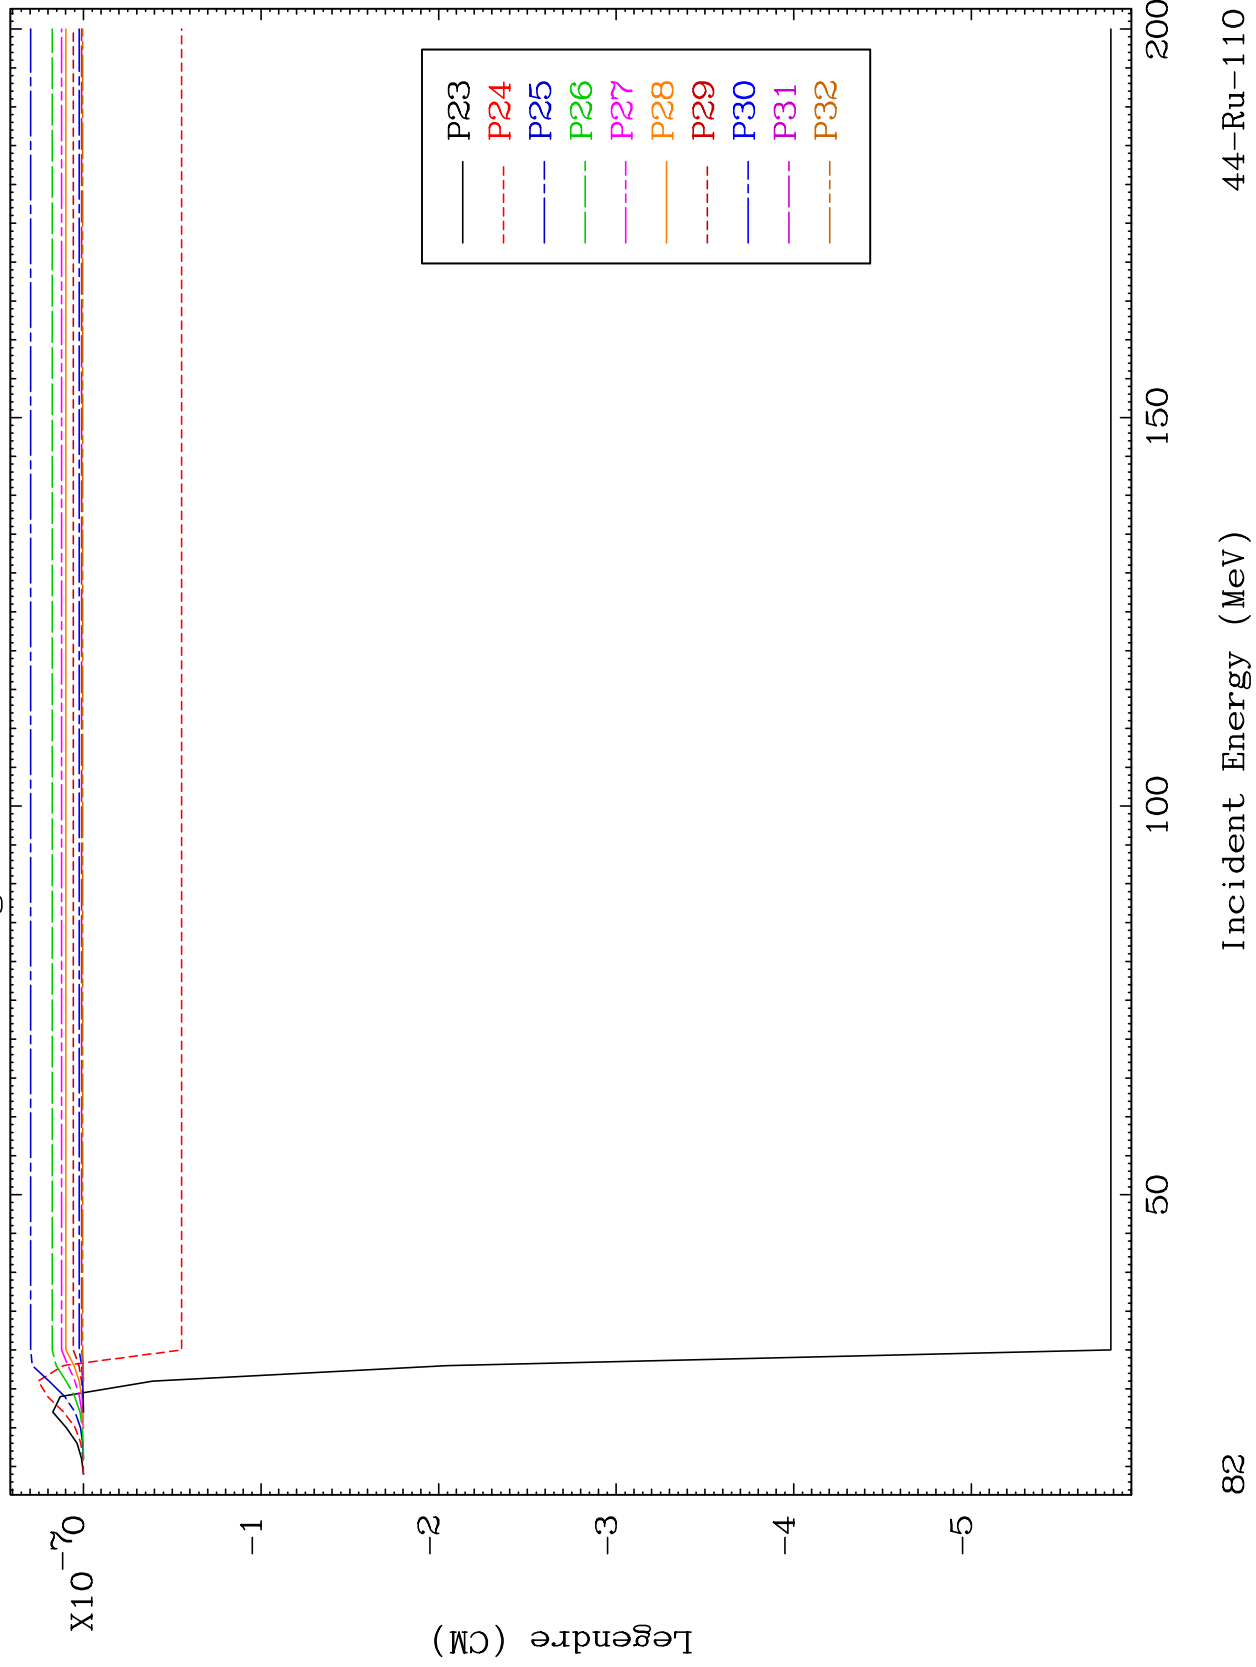 X10
-7
0
-1
-2
-3
-4
-5
Legendre (CM)
P23
P24
P25
P26
P27
P28
P29
P30
P31
P32
50
100
150
200
Incident Energy (MeV)
82
44-Ru-110